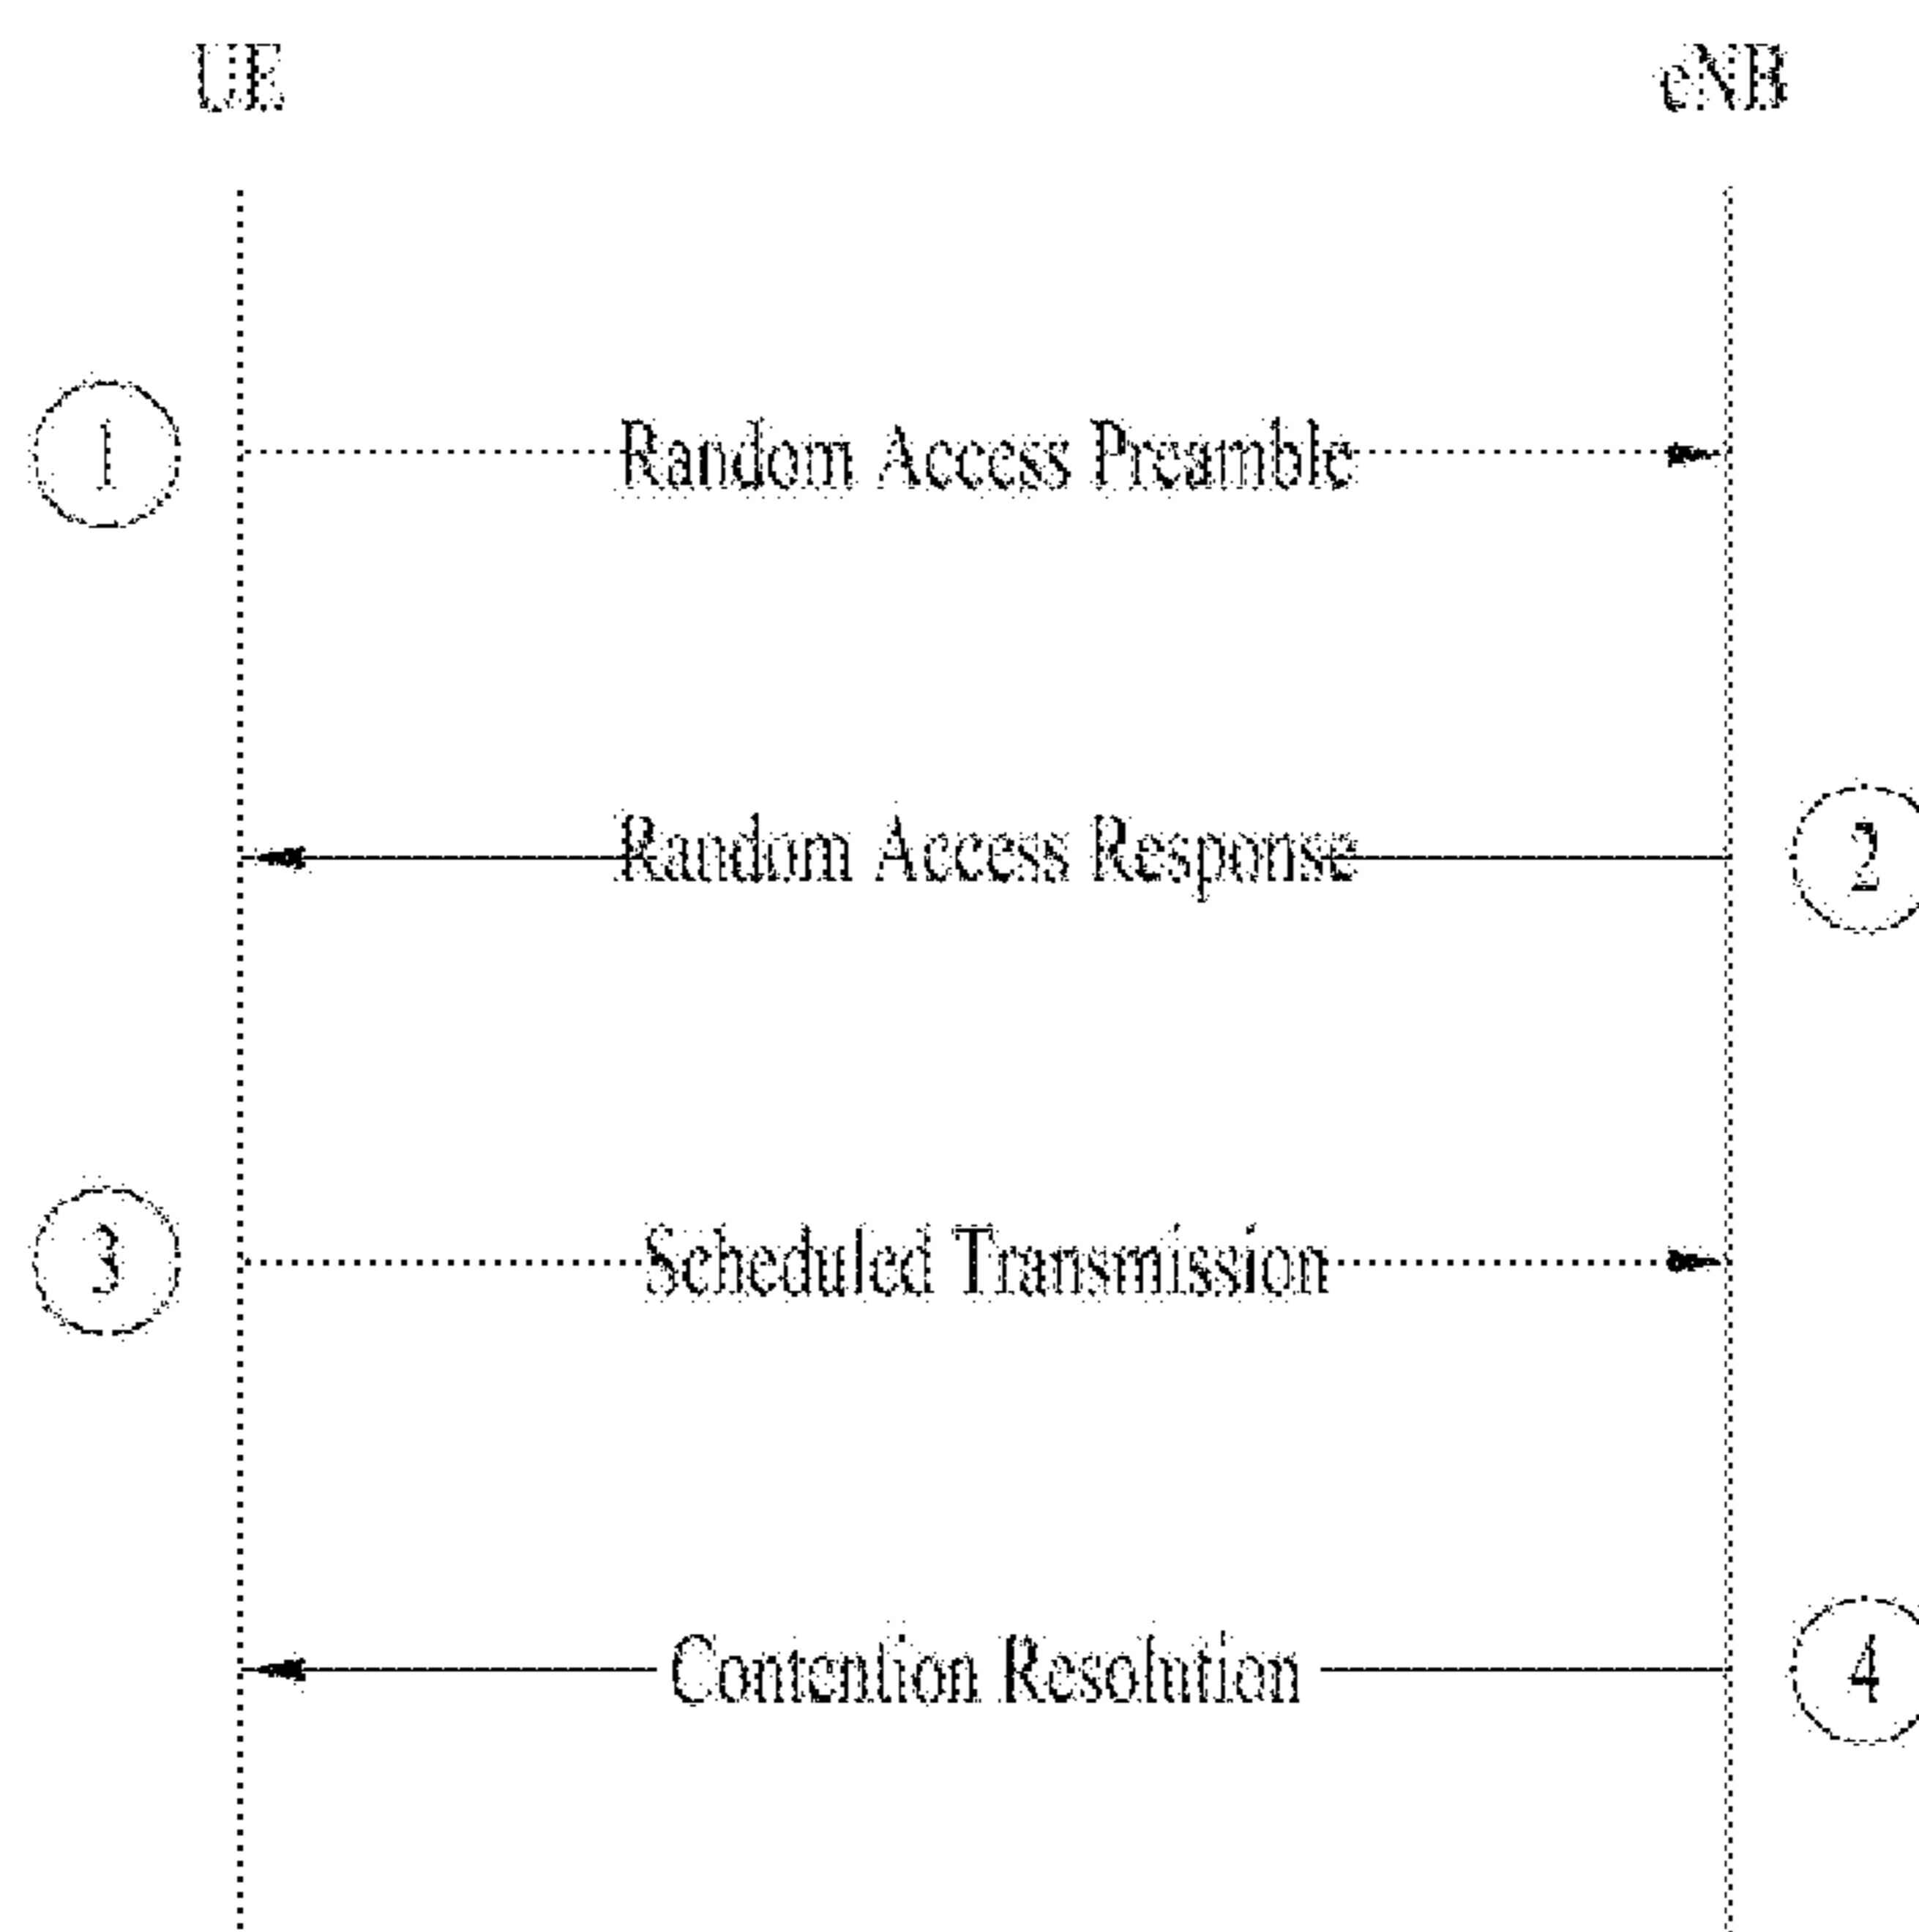 UE eNB
1 Random Access Preamble
Random Access Response 2
3 Scheduled Transmission
Contention Resolution 4